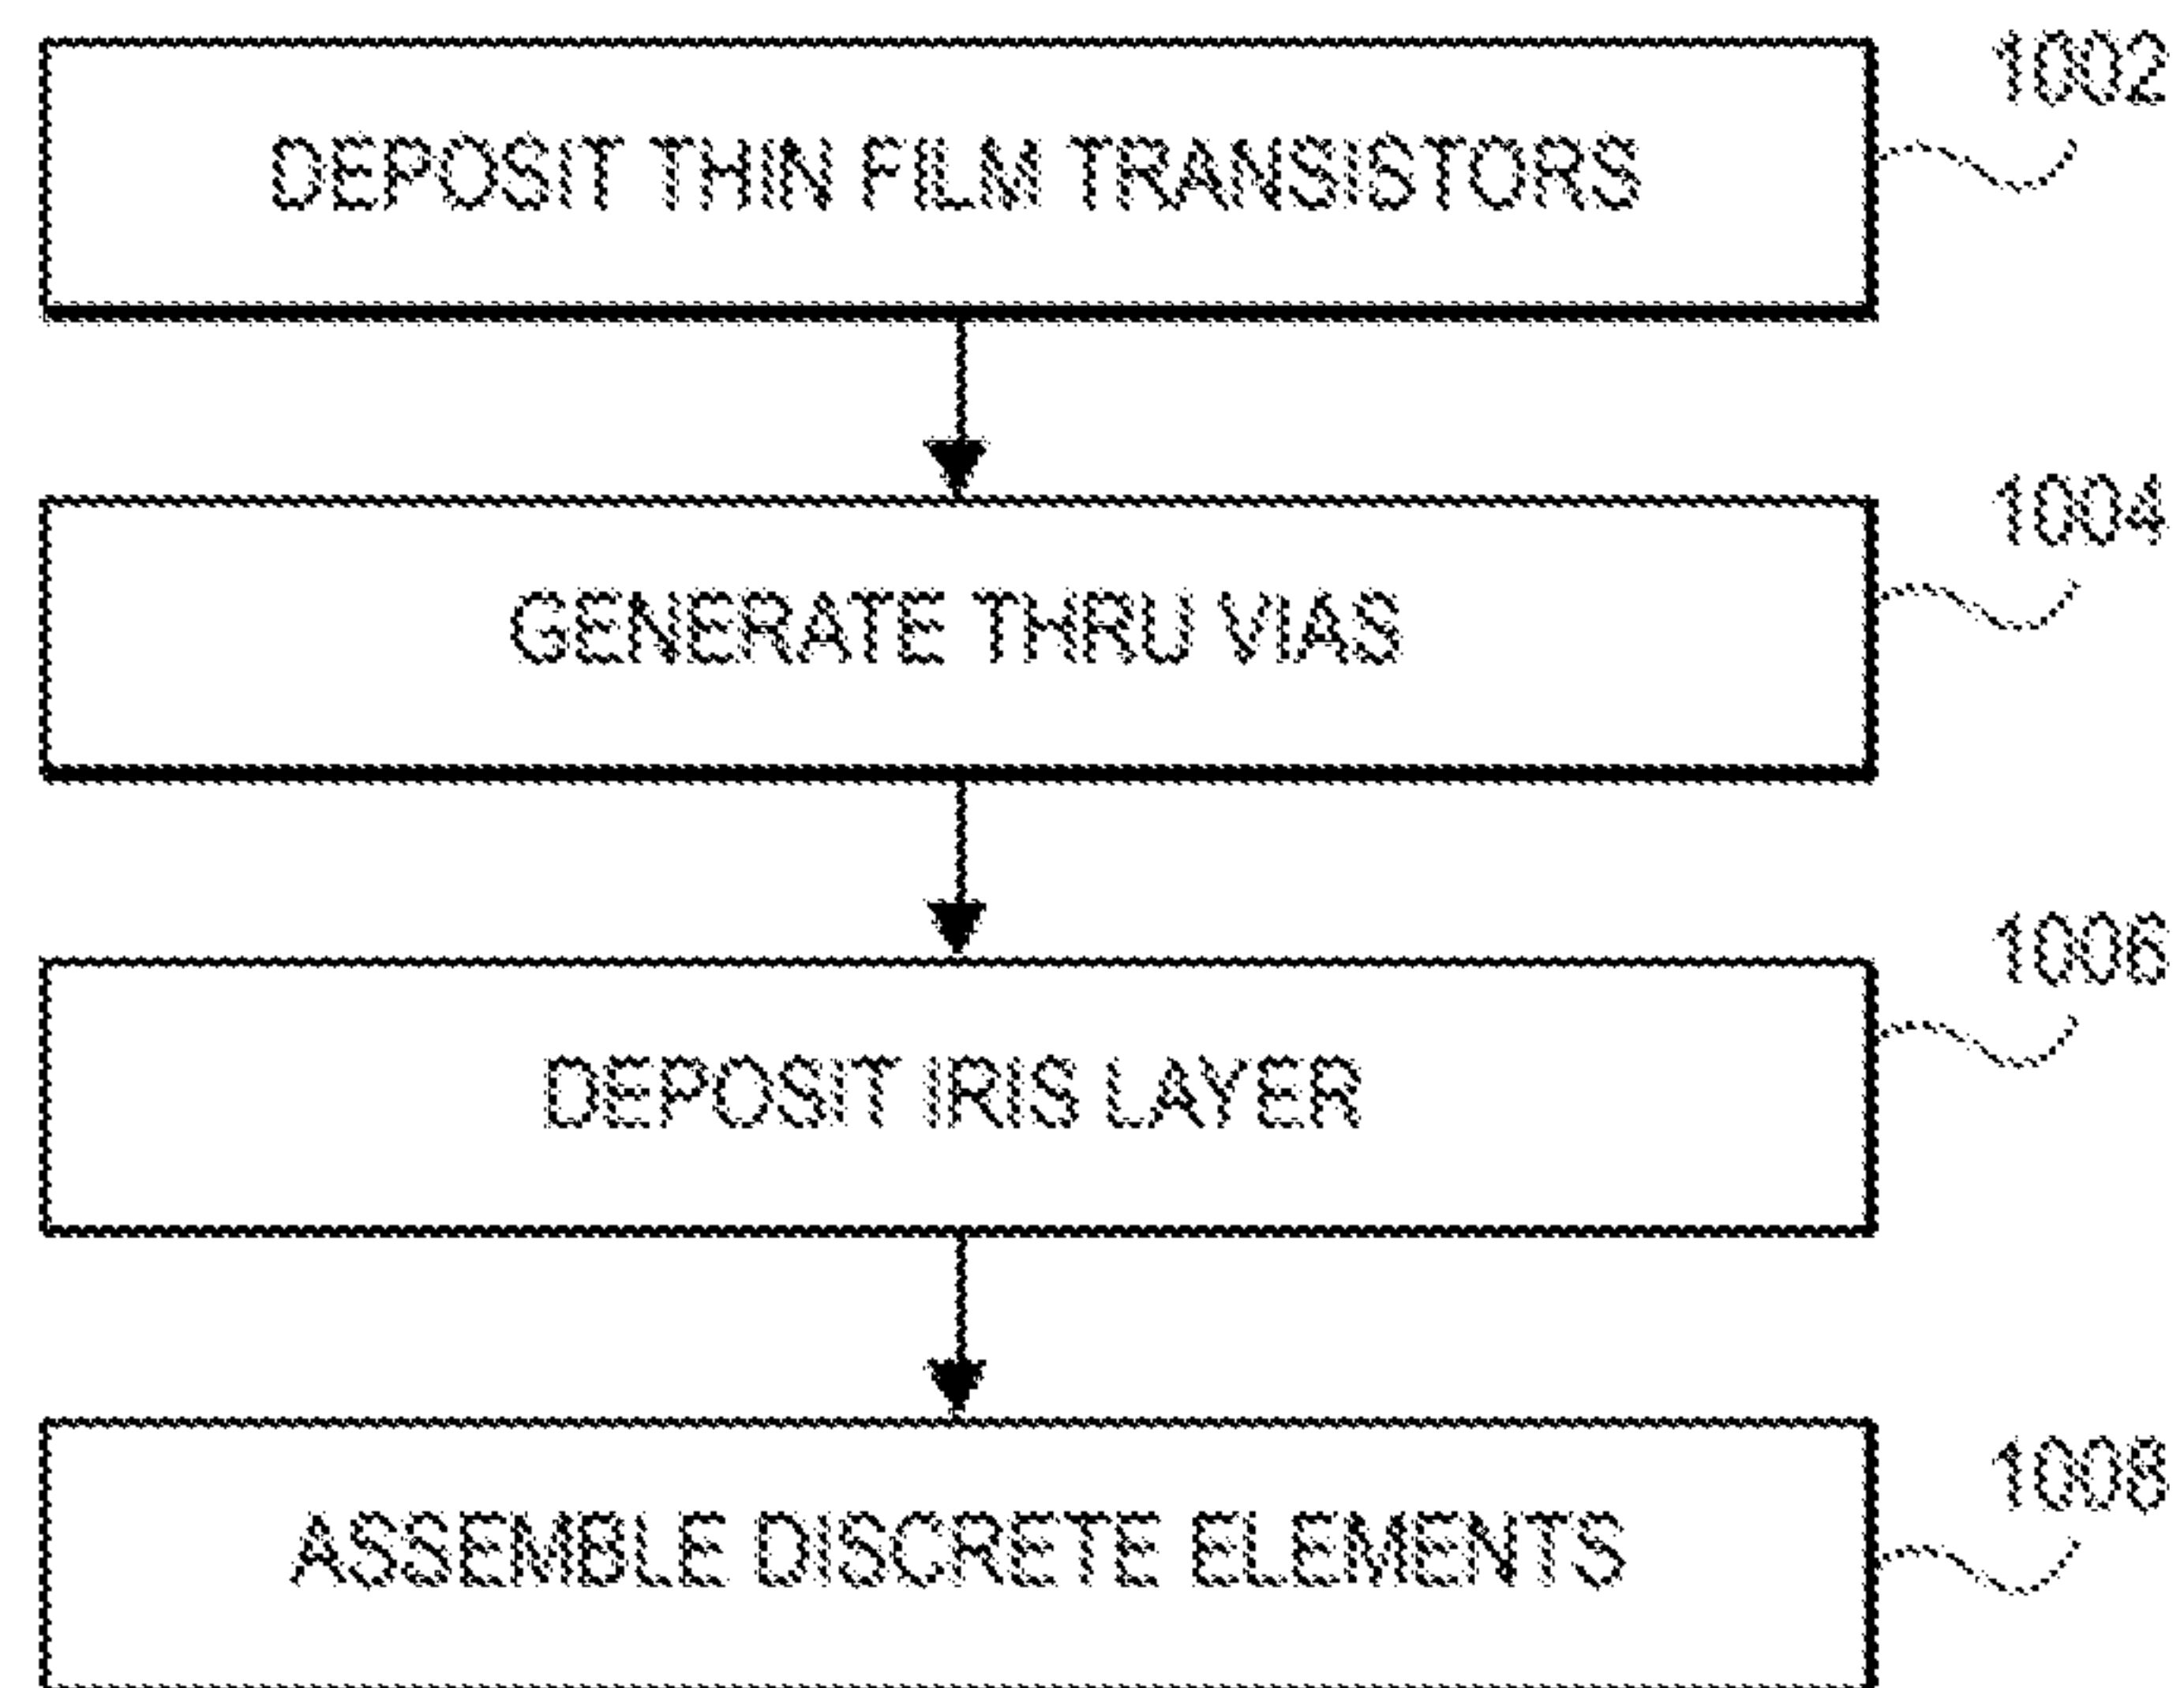 1002
DEPOSIT THIN FILM TRANSISTORS
1004
GENERATE THRU VIAS
1006
DEPOSIT IRIS LAYER
1008
ASSEMBLE DISCRETE ELEMENTS